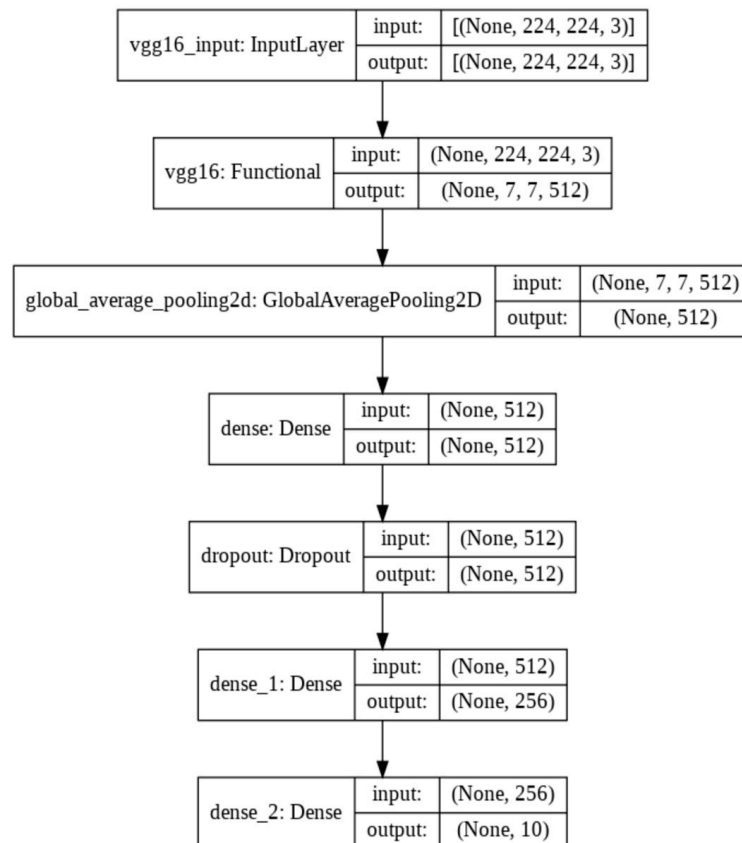 vgg16_input: InputLayer
input: [(None, 224, 224, 3)]
output: [(None, 224, 224, 3)]
vgg16: Functional
input: (None, 224, 224, 3)
output: (None, 7, 7, 512)
global_average_pooling2d: GlobalAveragePooling2D
input: (None, 7, 7, 512)
output: (None, 512)
dense: Dense
input: (None, 512)
output: (None, 512)
dropout: Dropout
input: (None, 512)
output: (None, 512)
dense_1: Dense
input: (None, 512)
output: (None, 256)
dense_2: Dense
input: (None, 256)
output: (None, 10)